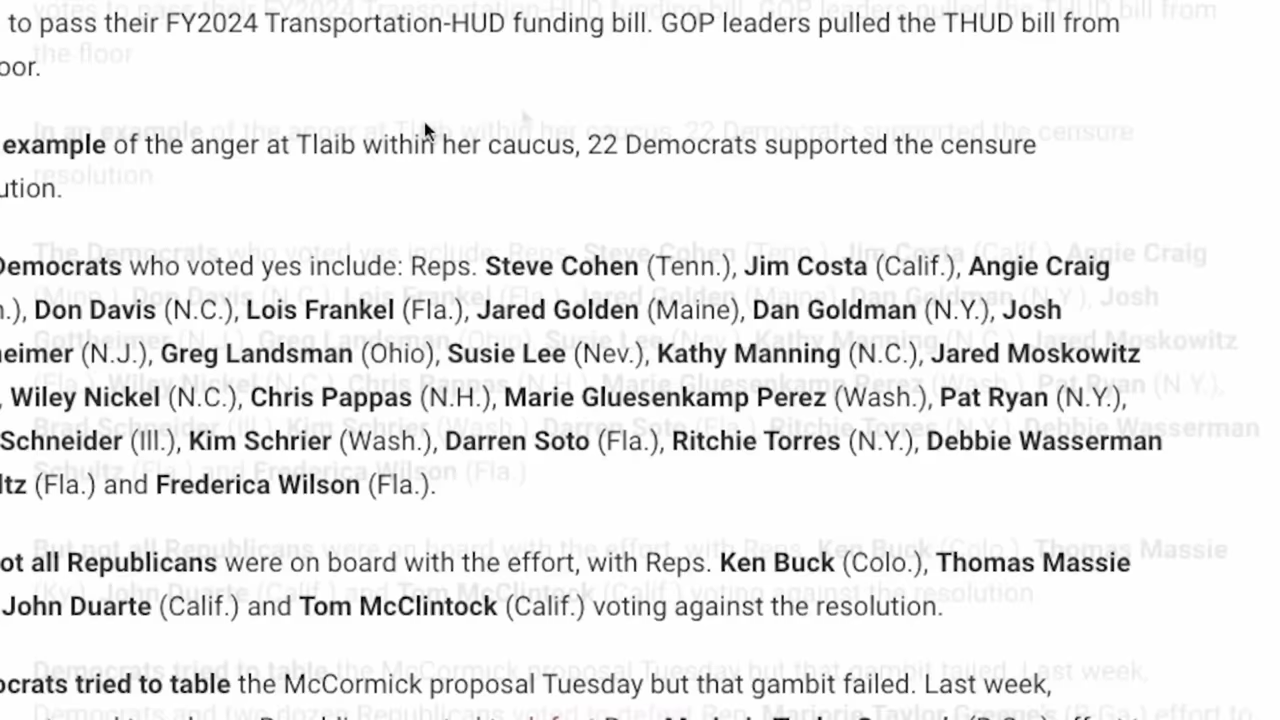 to pass their FY2024 Transportation-HUD funding bill. GOP leaders pulled the THUD bill from
oor.
example of the anger at Tlaib within her caucus, 22 Democrats supported the censure
ution.
Democrats who voted yes include: Reps. Steve Cohen (Tenn.), Jim Costa (Calif.), Angie Craig
n.), Don Davis (N.C.), Lois Frankel (Fla.), Jared Golden (Maine), Dan Goldman (N.Y.), Josh
heimer (N.J.), Greg Landsman (Ohio), Susie Lee (Nev.), Kathy Manning (N.C.), Jared Moskowitz
, Wiley Nickel (N.C.), Chris Pappas (N.H.), Marie Gluesenkamp Perez (Wash.), Pat Ryan (N.Y.),
Schneider (Ill.), Kim Schrier (Wash.), Darren Soto (Fla.), Ritchie Torres (N.Y.), Debbie Wasserman
ltz (Fla.) and Frederica Wilson (Fla.).
ot all Republicans were on board with the effort, with Reps. Ken Buck (Colo.), Thomas Massie
John Duarte (Calif.) and Tom McClintock (Calif.) voting against the resolution.
ocrats tried to table the McCormick proposal Tuesday but that gambit failed. Last week,